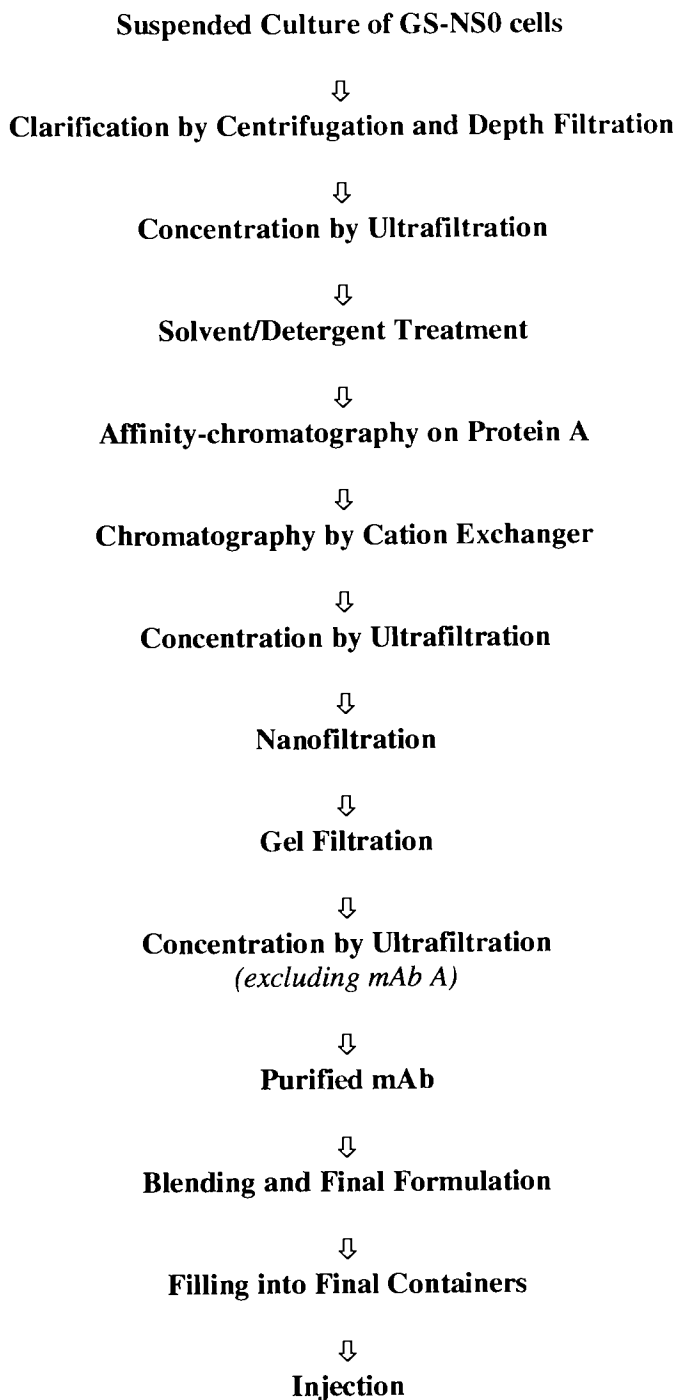 Suspended Culture of GS-NS0 cells
⇩
Clarification by Centrifugation and Depth Filtration
⇩
Concentration by Ultrafiltration
⇩
Solvent/Detergent Treatment
⇩
Affinity-chromatography on Protein A
⇩
Chromatography by Cation Exchanger
⇩
Concentration by Ultrafiltration
⇩
Nanofiltration
⇩
Gel Filtration
⇩
Concentration by Ultrafiltration
(excluding mAb A)
⇩
Purified mAb
⇩
Blending and Final Formulation
⇩
Filling into Final Containers
⇩
Injection